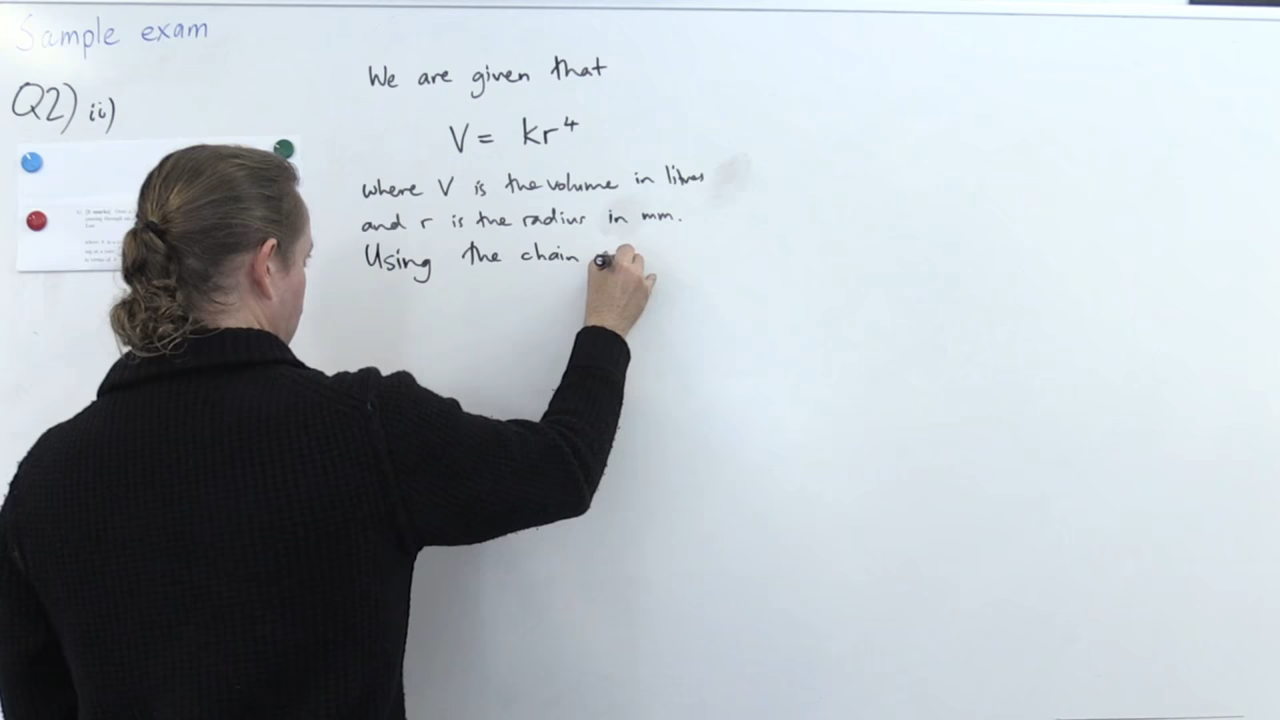 Sample exam
Q2) ii)
We are given that
V = kr⁴
where V is the volume in litres
and r is the radius in mm.
Using the chain